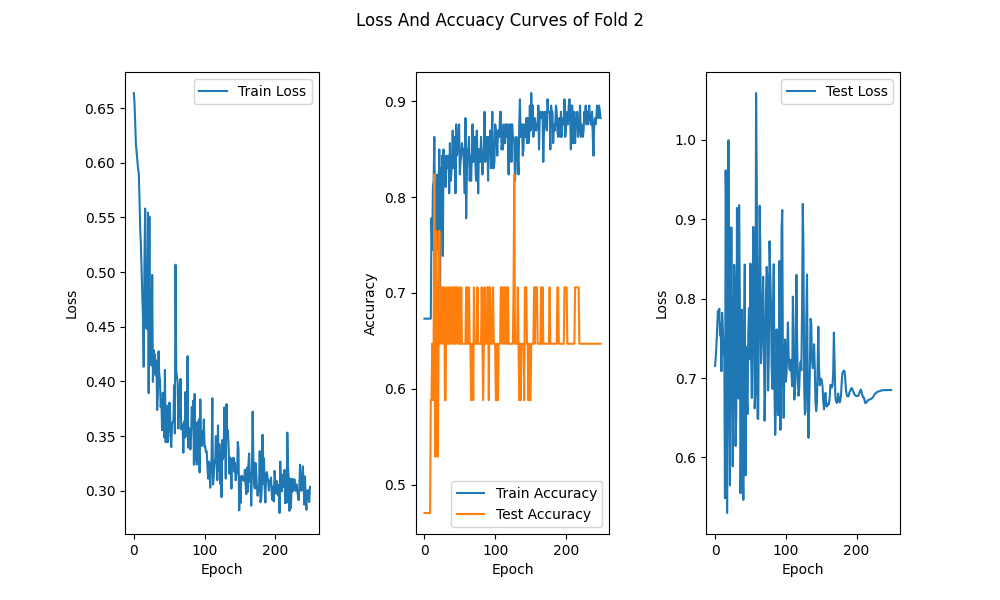 Loss And Accuacy Curves of Fold 2
Train Loss
0.65
0.60
0.55
0.50
0.45
0.40
0.35
0.30
Loss
0
100
200
Epoch
0.9
0.8
0.7
0.6
0.5
Accuracy
Train Accuracy
Test Accuracy
0
100
200
Epoch
Test Loss
1.0
0.9
0.8
0.7
0.6
Loss
0
100
200
Epoch